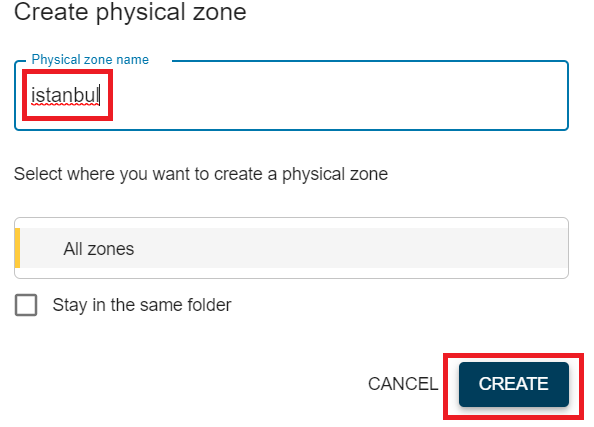 Create physical zone
Physical zone name
istanbul
Select where you want to create a physical zone
All zones
Stay in the same folder
CANCEL CREATE